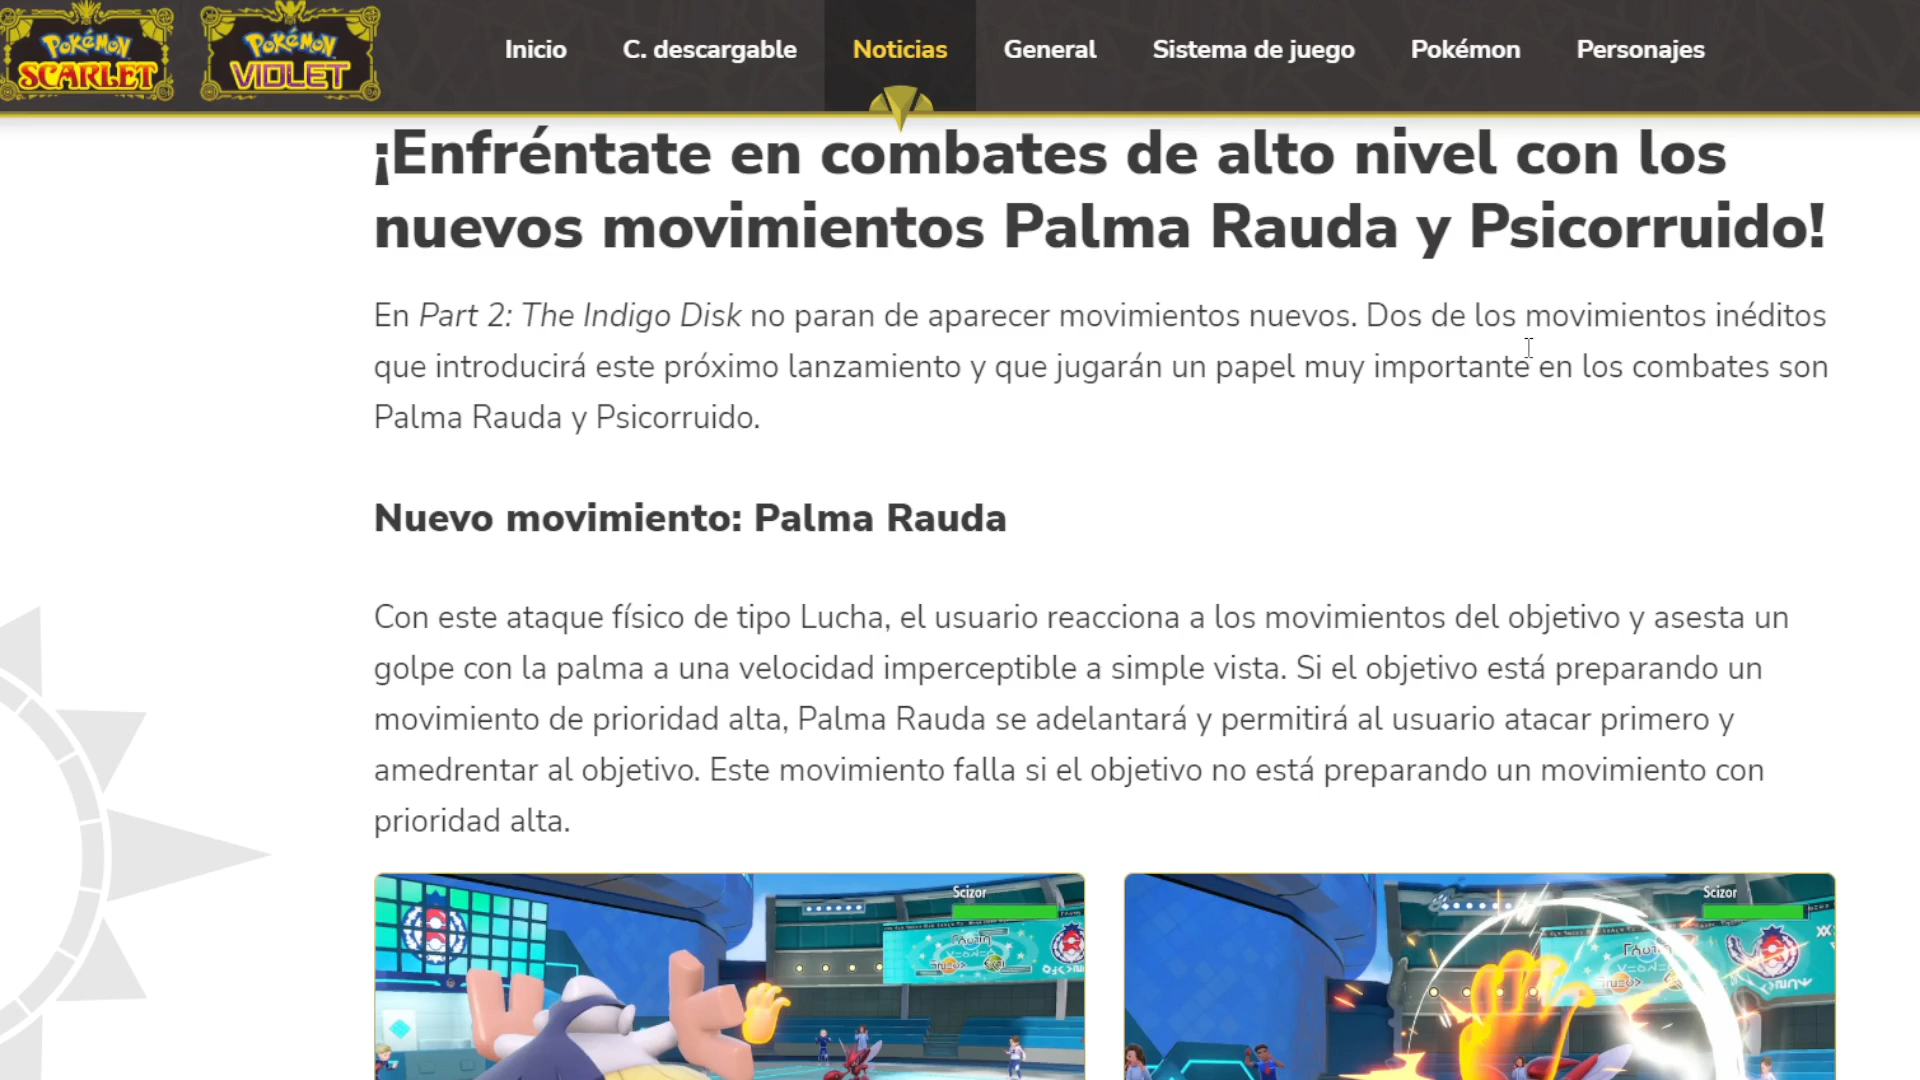 POKéMON SCARLET
POKéMON VIOLET
Inicio C. descargable Noticias General Sistema de juego Pokémon Personajes
¡Enfréntate en combates de alto nivel con los
nuevos movimientos Palma Rauda y Psicorruido!
En Part 2: The Indigo Disk no paran de aparecer movimientos nuevos. Dos de los movimientos inéditos
que introducirá este próximo lanzamiento y que jugarán un papel muy importante en los combates son
Palma Rauda y Psicorruido.
Nuevo movimiento: Palma Rauda
Con este ataque físico de tipo Lucha, el usuario reacciona a los movimientos del objetivo y asesta un
golpe con la palma a una velocidad imperceptible a simple vista. Si el objetivo está preparando un
movimiento de prioridad alta, Palma Rauda se adelantará y permitirá al usuario atacar primero y
amedrentar al objetivo. Este movimiento falla si el objetivo no está preparando un movimiento con
prioridad alta.
Scizor
Scizor